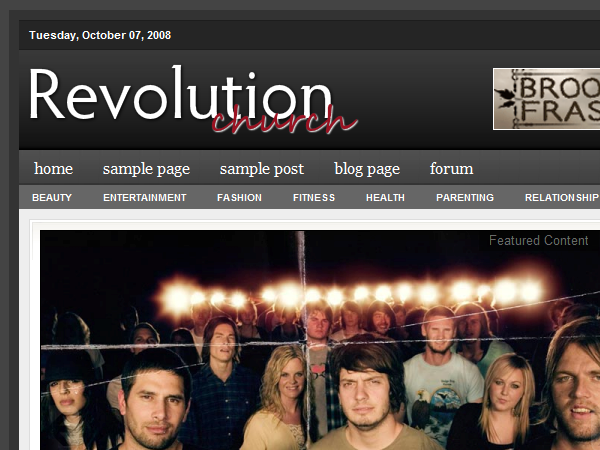 Tuesday, October 07, 2008
Revolution
church
BROO
FRAS
home sample page sample post blog page forum
BEAUTY ENTERTAINMENT FASHION FITNESS HEALTH PARENTING RELATIONSHIP
Featured Content